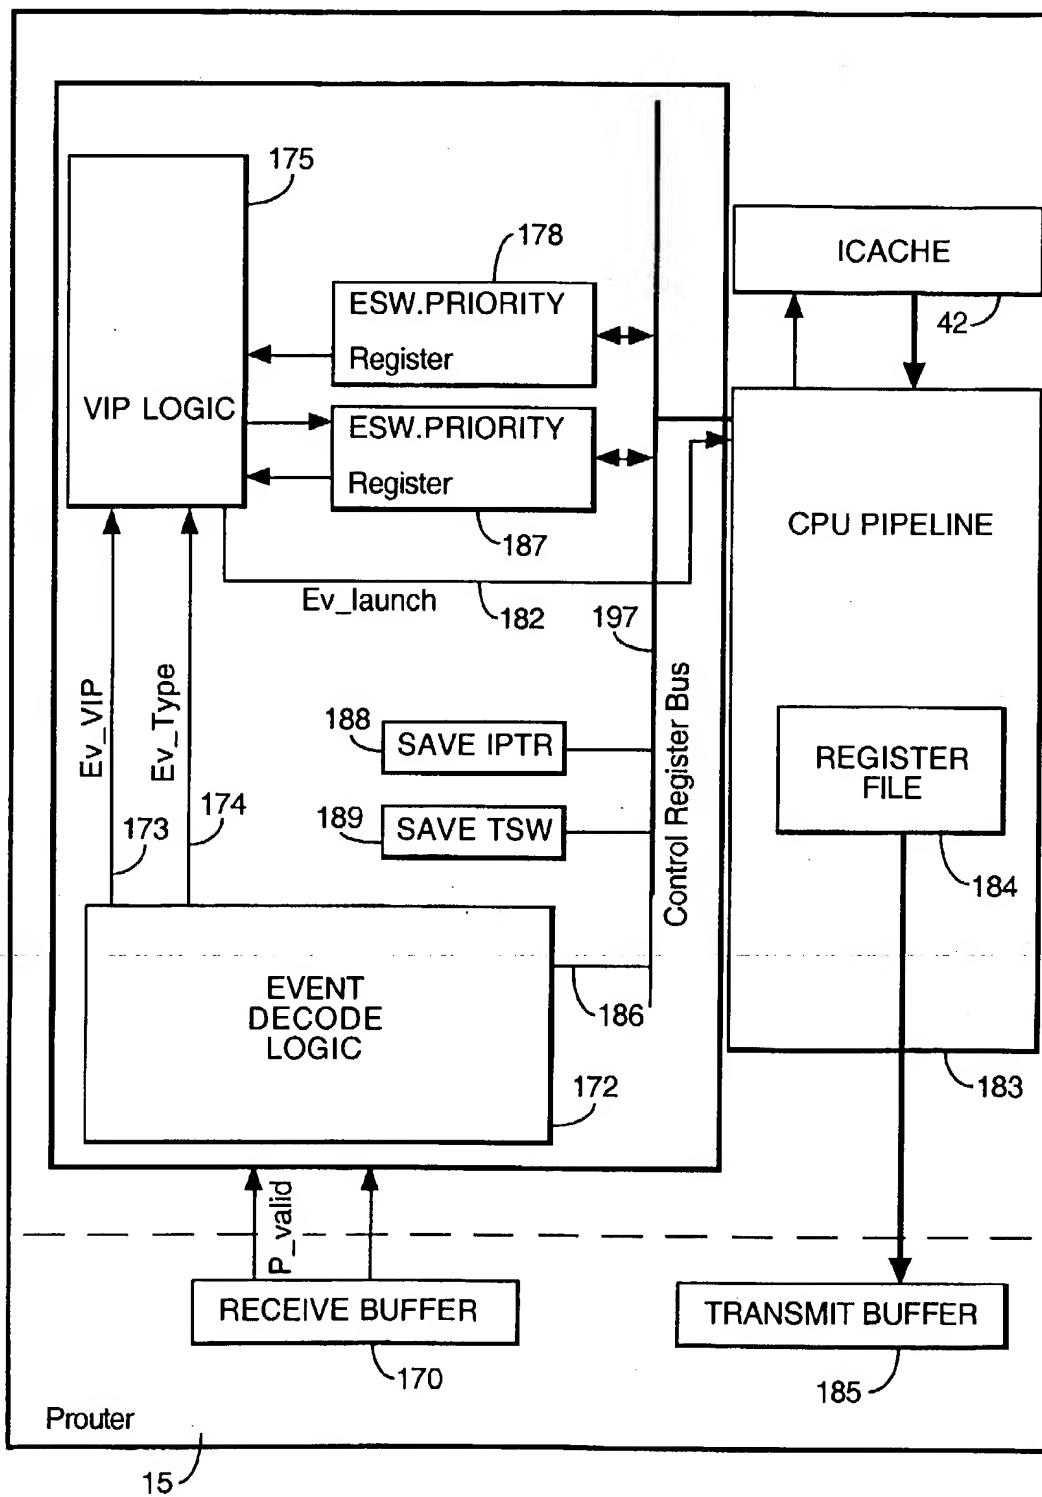 175
178
ESW.PRIORITY
Register
ICACHE
42
VIP LOGIC
ESW.PRIORITY
Register
187
CPU PIPELINE
Ev_launch
182
197
Ev_VIP
Ev_Type
173
174
188
SAVE IPTR
189
SAVE TSW
Control Register Bus
REGISTER
FILE
184
EVENT
DECODE
LOGIC
186
172
183
P_valid
RECEIVE BUFFER
170
TRANSMIT BUFFER
185
Prouter
15